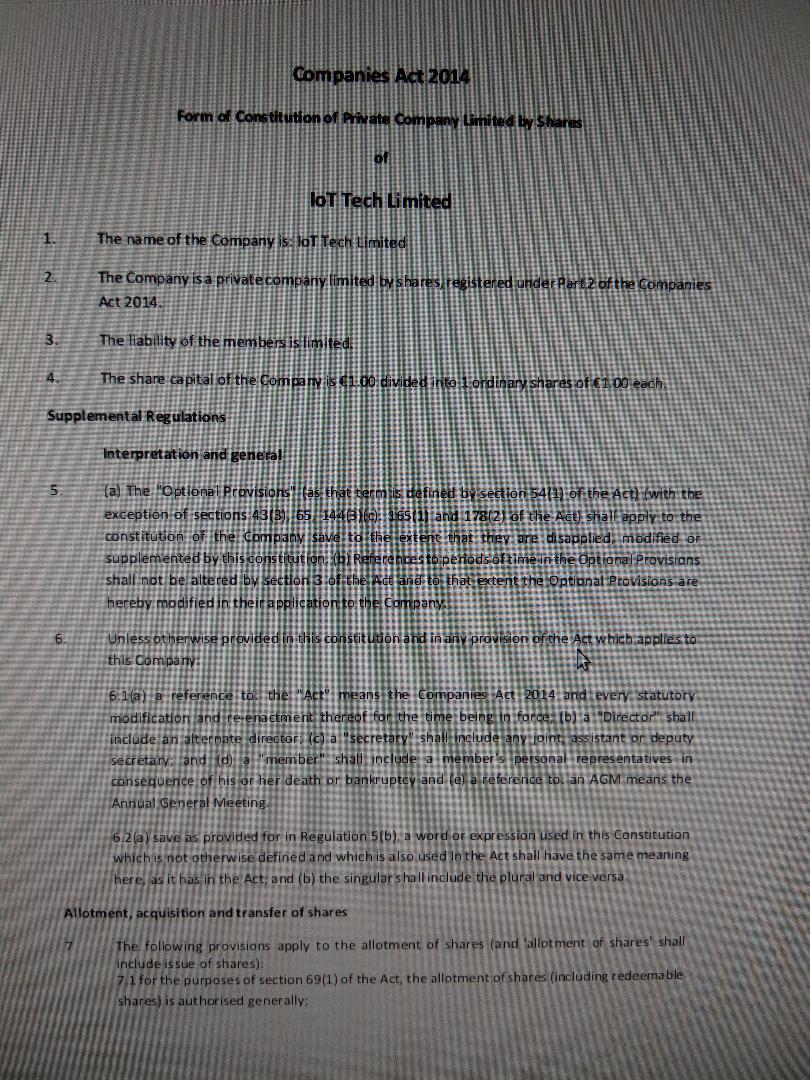 Companies Act 2014
Form of Constitution of Private Company Limited by Shares
of
IoT Tech Limited
1. The name of the Company is: IoT Tech Limited
2. The Company is a private company limited by shares, registered under Part 2 of the Companies
Act 2014.
3. The liability of the members is limited.
4. The share capital of the Company is €1.00 divided into 1 ordinary shares of €1.00 each.
Supplemental Regulations
Interpretation and general
5. (a) The "Optional Provisions" (as that term is defined by section 54(1) of the Act) (with the
exception of sections 43(3), 65, 144(3)(c), 165(1) and 178(2) of the Act) shall apply to the
constitution of the Company save to the extent that they are disapplied, modified or
supplemented by this constitution. (b) References to periods of time in the Optional Provisions
shall not be altered by section 3 of the Act and to that extent the Optional Provisions are
hereby modified in their application to the Company.
6. Unless otherwise provided in this constitution and in any provision of the Act which applies to
this Company:
6.1(a) a reference to: the "Act" means the Companies Act 2014 and every statutory
modification and re-enactment thereof for the time being in force; (b) a "Director" shall
include an alternate director; (c) a "secretary" shall include any joint, assistant or deputy
secretary; and (d) a "member" shall include a member's personal representatives in
consequence of his or her death or bankruptcy and (e) a reference to: an AGM means the
Annual General Meeting.
6.2(a) save as provided for in Regulation 5(b), a word or expression used in this Constitution
which is not otherwise defined and which is also used in the Act shall have the same meaning
here, as it has in the Act; and (b) the singular shall include the plural and vice versa.
Allotment, acquisition and transfer of shares
7 The following provisions apply to the allotment of shares (and 'allotment of shares' shall
include issue of shares):
7.1 for the purposes of section 69(1) of the Act, the allotment of shares (including redeemable
shares) is authorised generally;